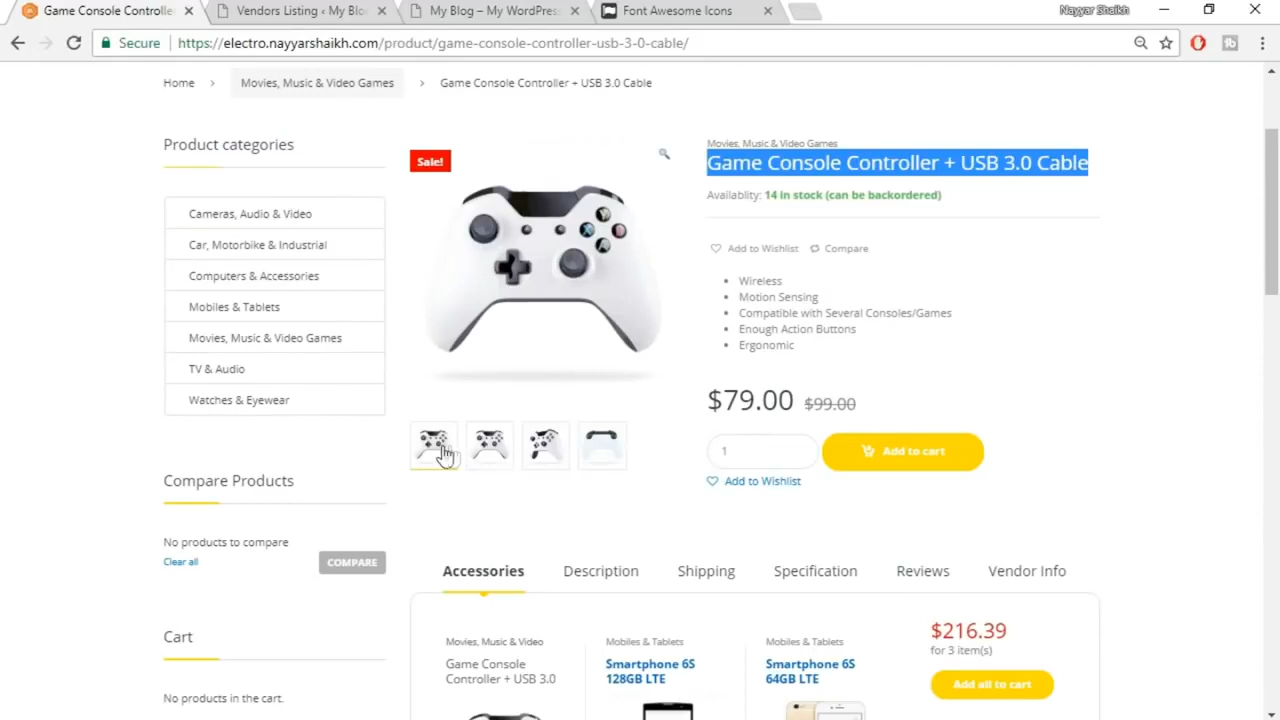 Game Console Controlle
Vendors Listing ‹ My Blo
My Blog – My WordPres
Font Awesome Icons
Nayyar Shaikh
Secure
https://electro.nayyarshaikh.com/product/game-console-controller-usb-3-0-cable/
Home > Movies, Music & Video Games > Game Console Controller + USB 3.0 Cable
Product categories
Cameras, Audio & Video
Car, Motorbike & Industrial
Computers & Accessories
Mobiles & Tablets
Movies, Music & Video Games
TV & Audio
Watches & Eyewear
Compare Products
No products to compare
Clear all
COMPARE
Cart
No products in the cart.
Sale!
Movies, Music & Video Games
Game Console Controller + USB 3.0 Cable
Availablity: 14 in stock (can be backordered)
Add to Wishlist
Compare
• Wireless
• Motion Sensing
• Compatible with Several Consoles/Games
• Enough Action Buttons
• Ergonomic
$79.00 $99.00
1
Add to cart
Add to Wishlist
Accessories
Description
Shipping
Specification
Reviews
Vendor Info
Movies, Music & Video
Game Console
Controller + USB 3.0
Mobiles & Tablets
Smartphone 6S
128GB LTE
Mobiles & Tablets
Smartphone 6S
64GB LTE
$216.39
for 3 item(s)
Add all to cart